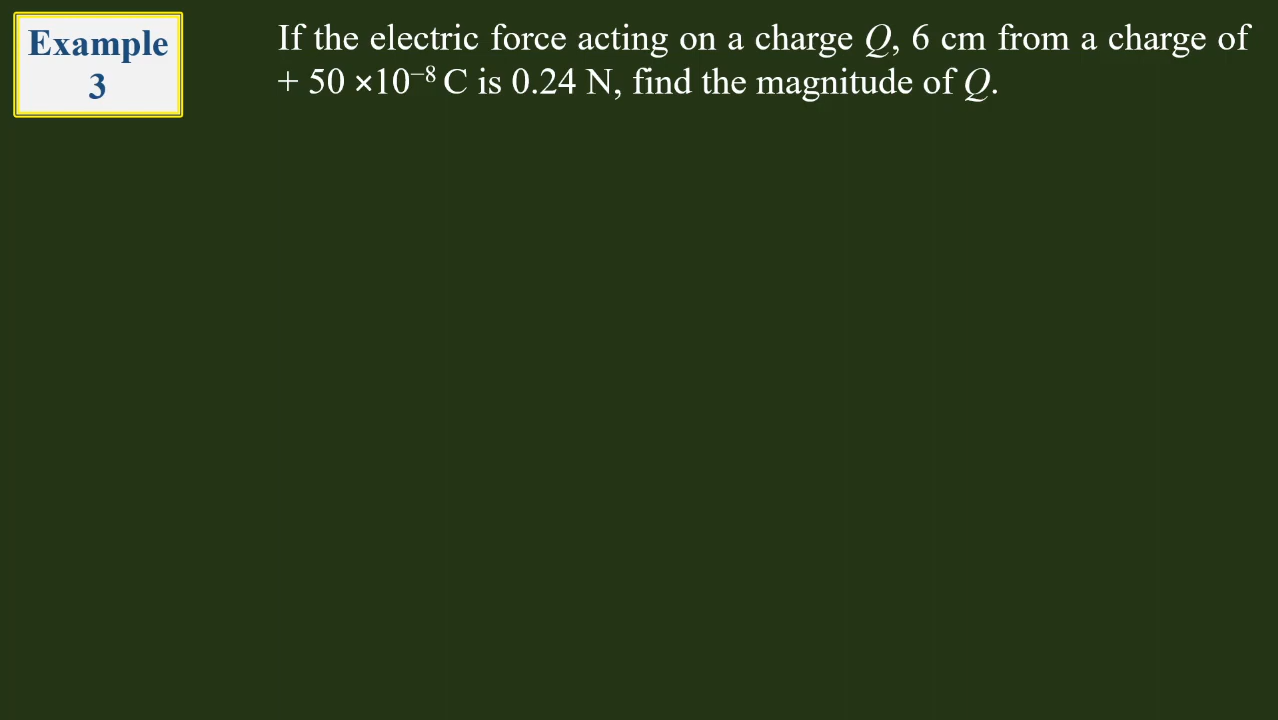 Example
3
If the electric force acting on a charge Q, 6 cm from a charge of
+ 50 ×10⁻⁸ C is 0.24 N, find the magnitude of Q.